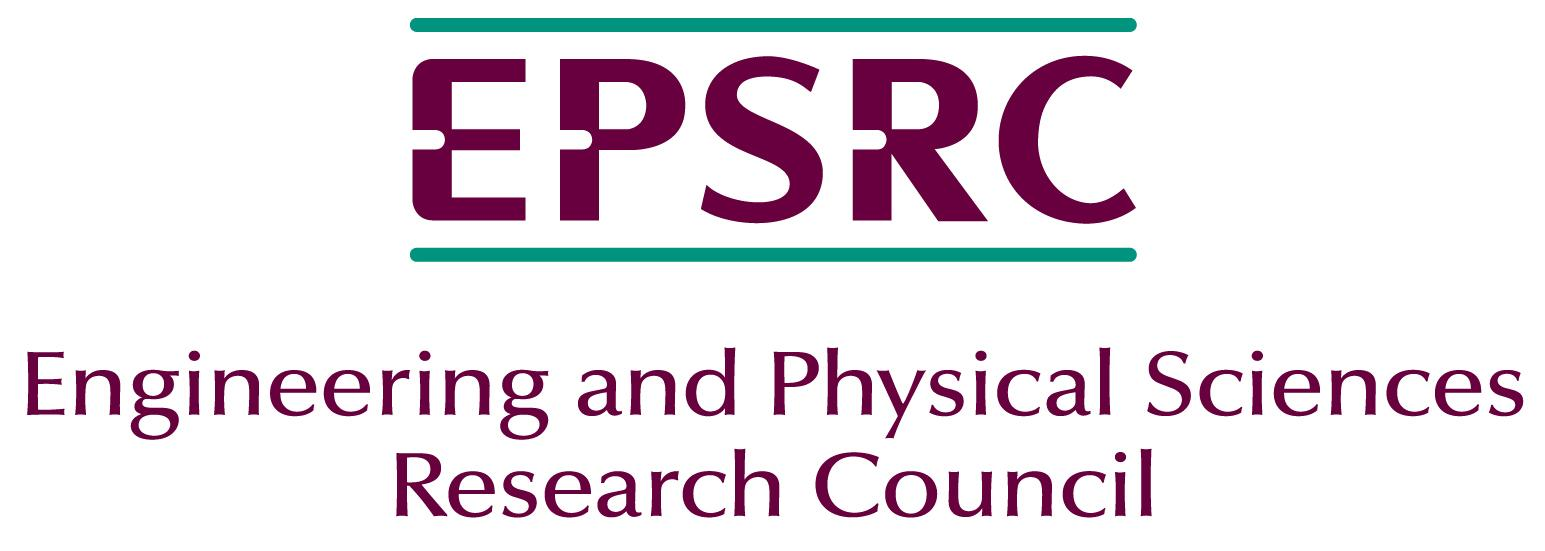 EPSRC
Engineering and Physical Sciences
Research Council